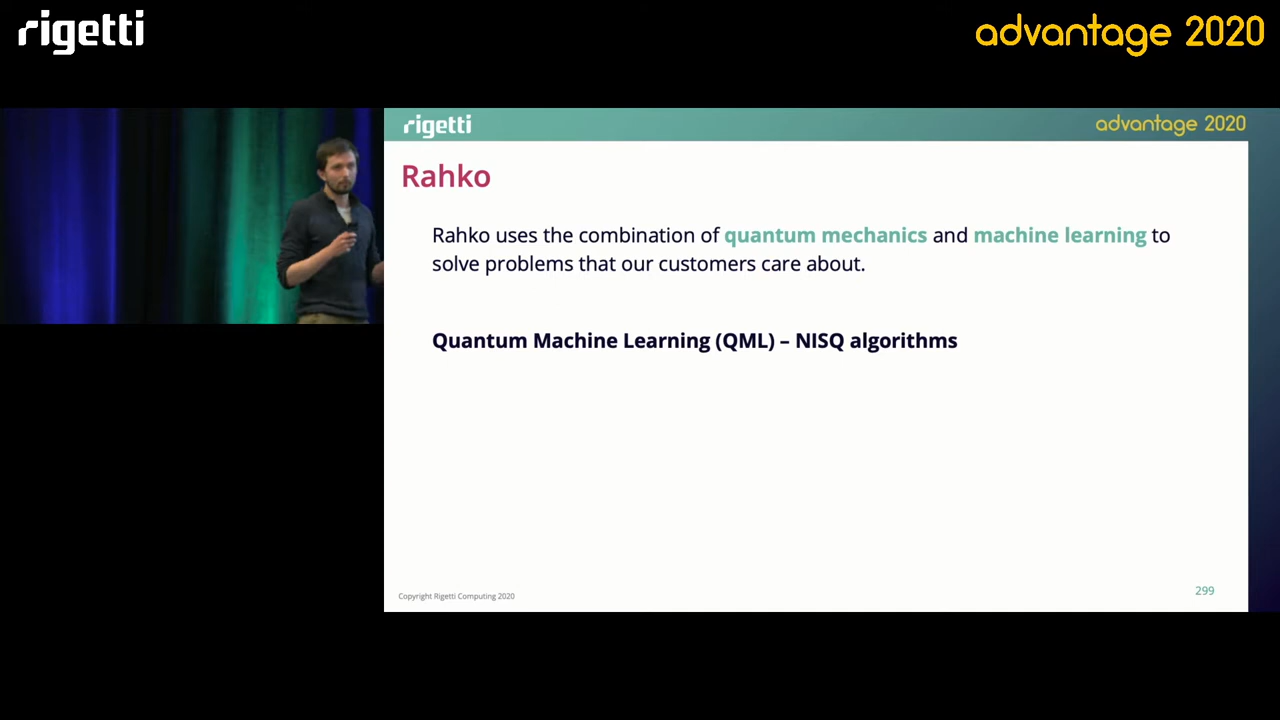 rigetti
advantage 2020
rigetti
advantage 2020
Rahko
Rahko uses the combination of quantum mechanics and machine learning to
solve problems that our customers care about.
Quantum Machine Learning (QML) – NISQ algorithms
Copyright Rigetti Computing 2020
299